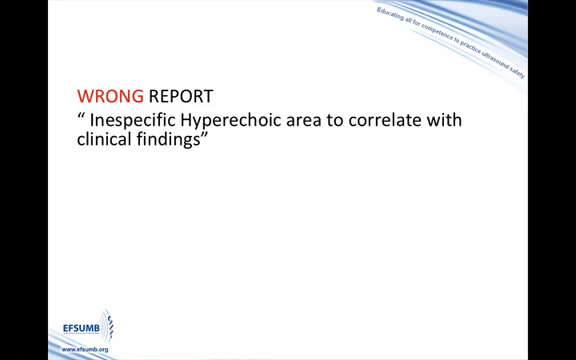 Educating all for competence to practice ultrasound safely
WRONG REPORT
“ Inespecific Hyperechoic area to correlate with
clinical findings”
EFSUMB
www.efsumb.org